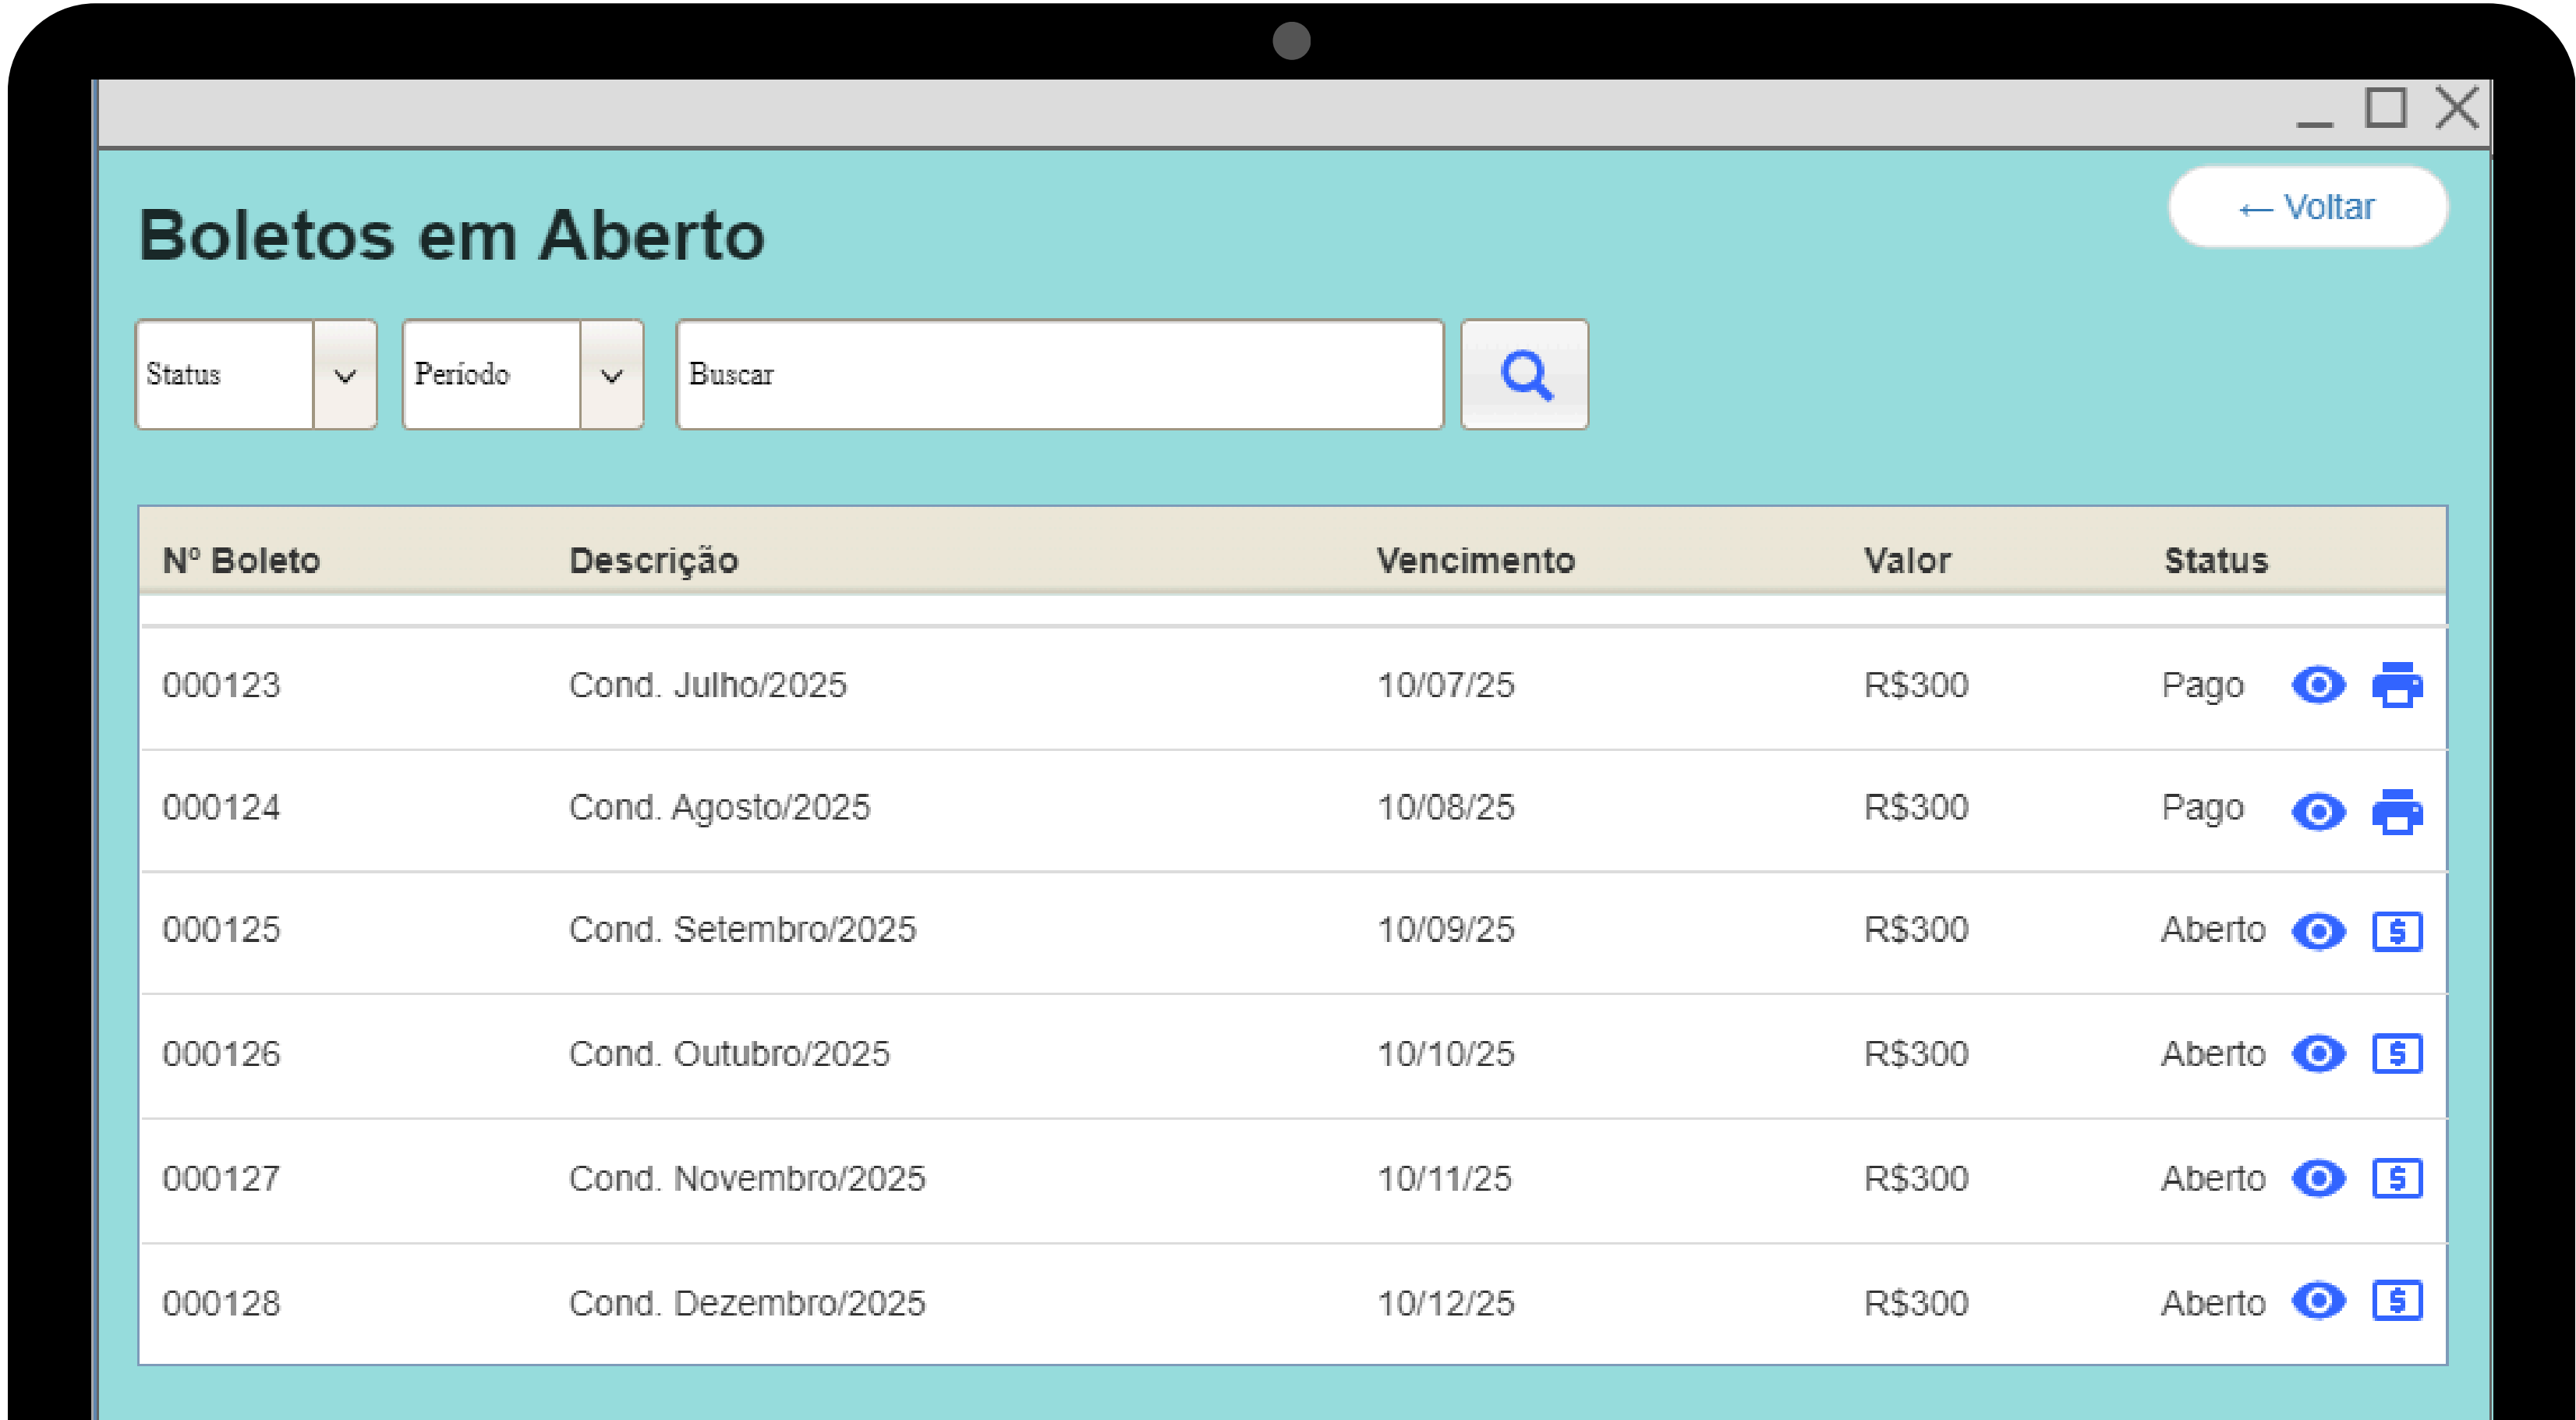 ← Voltar
Boletos em Aberto
Status Período Buscar
Nº Boleto Descrição Vencimento Valor Status
000123 Cond. Julho/2025 10/07/25 R$300 Pago
000124 Cond. Agosto/2025 10/08/25 R$300 Pago
000125 Cond. Setembro/2025 10/09/25 R$300 Aberto
000126 Cond. Outubro/2025 10/10/25 R$300 Aberto
000127 Cond. Novembro/2025 10/11/25 R$300 Aberto
000128 Cond. Dezembro/2025 10/12/25 R$300 Aberto